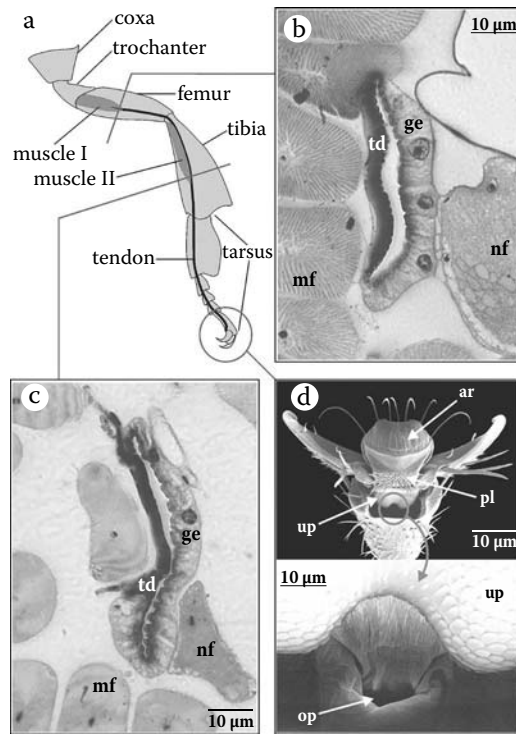 a
coxa
trochanter
femur
tibia
muscle I
muscle II
tendon
tarsus
b
10 µm
td
ge
mf
nf
c
ge
td
nf
mf
10 µm
d
ar
pl
up
10 µm
10 µm
up
op